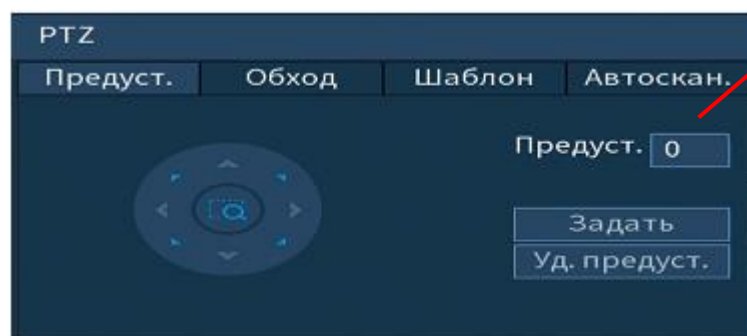 PTZ
Предуст. Обход Шаблон Автоскан.
Предуст. 0
Задать
Уд. предуст.